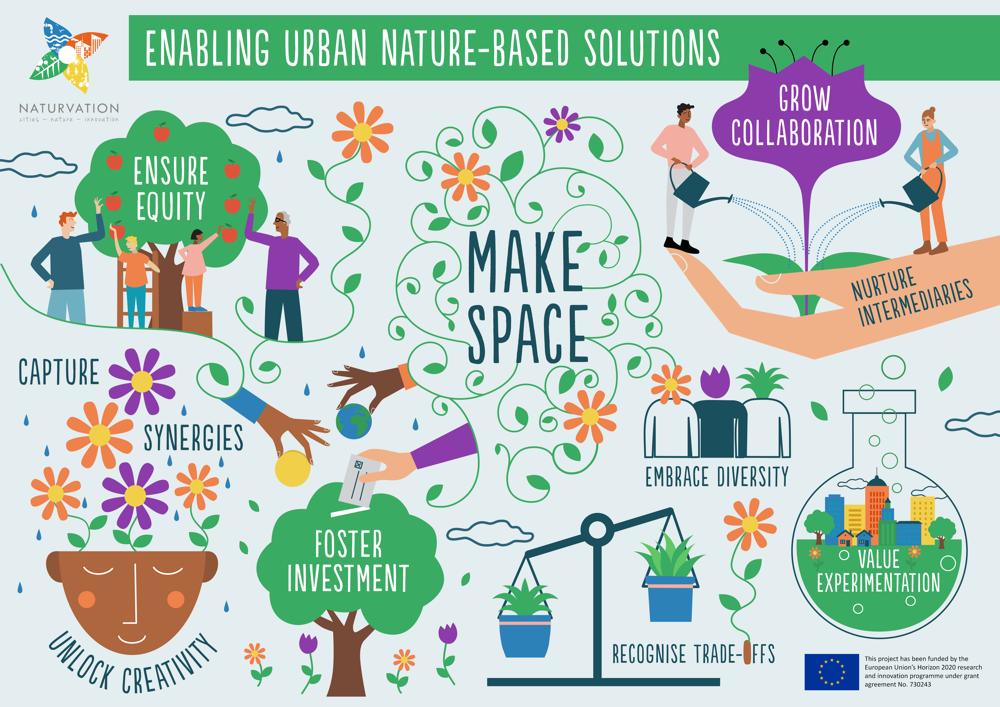 ENABLING URBAN NATURE-BASED SOLUTIONS
NATURVATION
cities – nature – innovation
GROW
COLLABORATION
ENSURE
EQUITY
MAKE
SPACE
NURTURE
INTERMEDIARIES
CAPTURE
SYNERGIES
EMBRACE DIVERSITY
FOSTER
INVESTMENT
VALUE
EXPERIMENTATION
UNLOCK CREATIVITY
RECOGNISE TRADE-OFFS
This project has been funded by the
European Union's Horizon 2020 research
and innovation programme under grant
agreement No. 730243